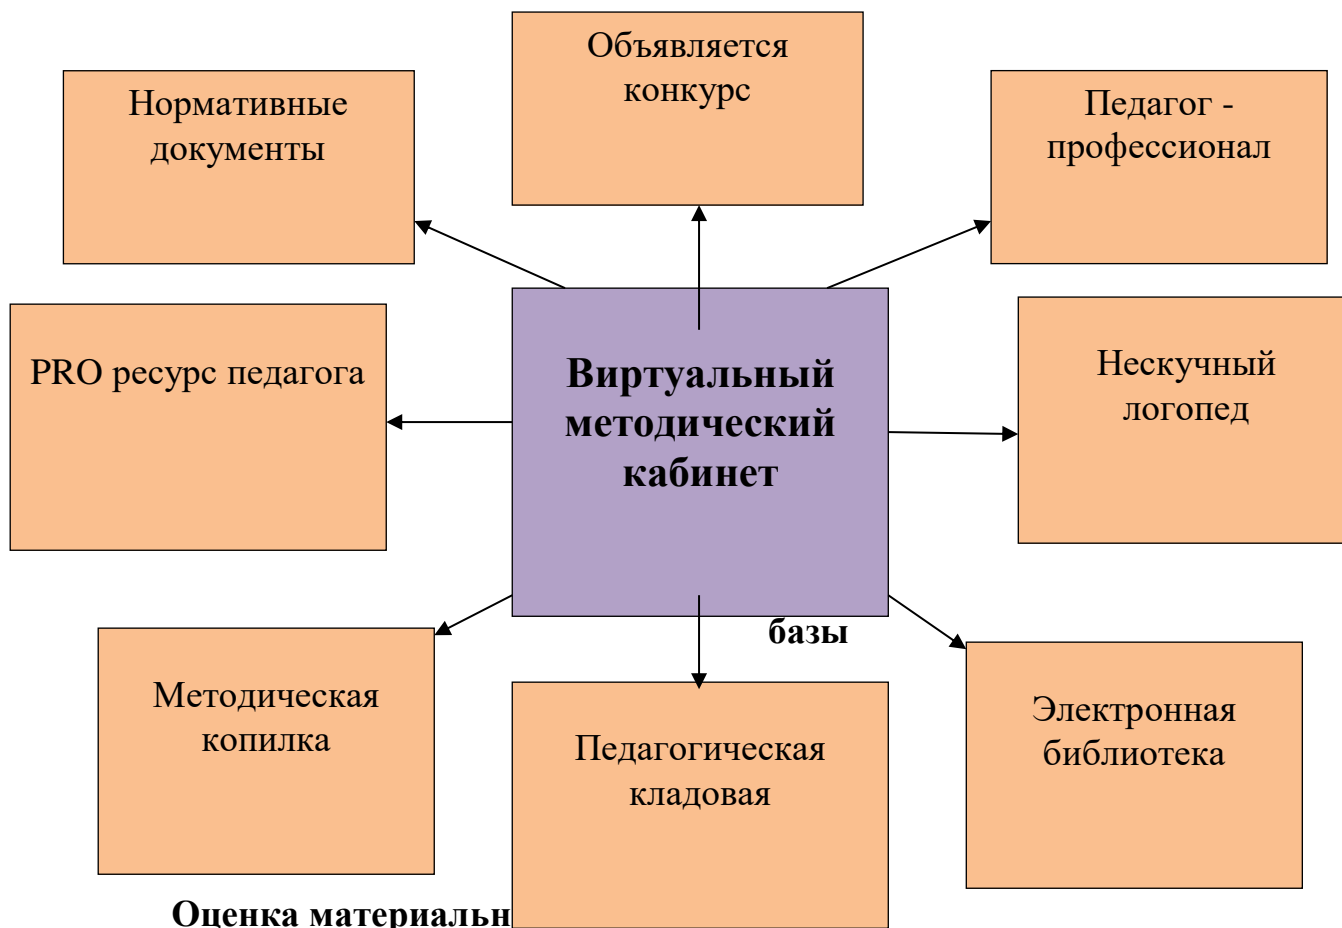 Объявляется
конкурс
Нормативные
документы
Педагог -
профессионал
PRO ресурс педагога
Виртуальный
методический
кабинет
Нескучный
логопед
базы
Методическая
копилка
Педагогическая
кладовая
Электронная
библиотека
Оценка материальн